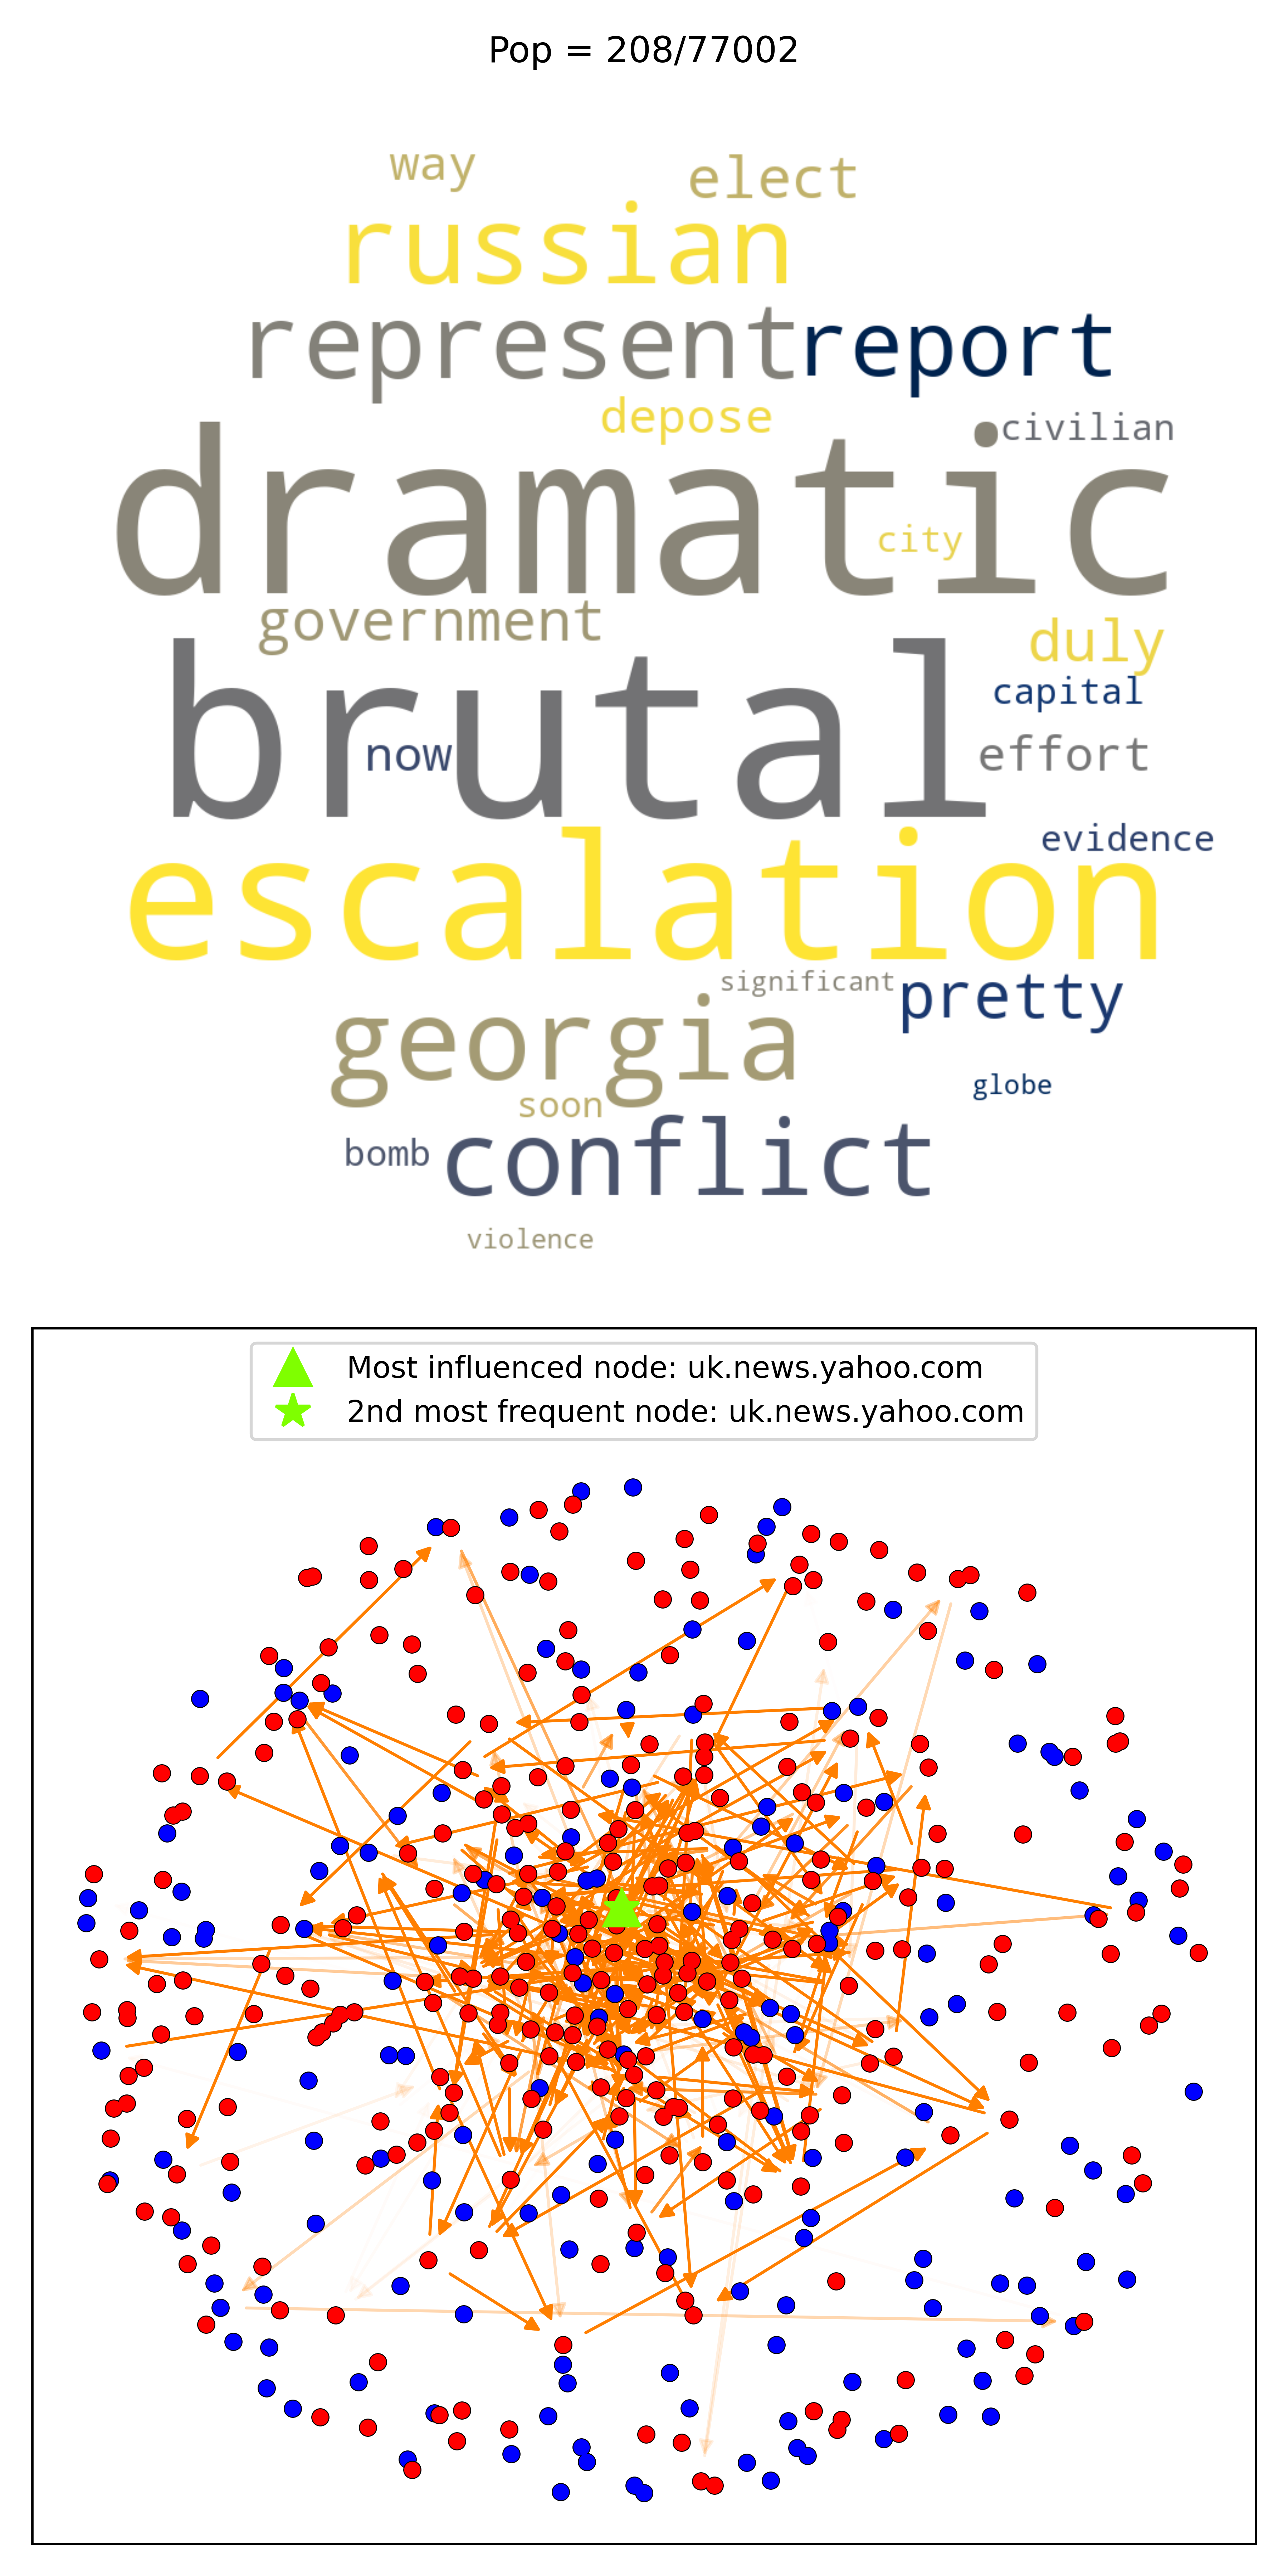 Pop = 208/77002
way elect
russian
represent report
depose civilian
dramatic
city
government duly
capital
brutal
now effort
evidence
escalation
significant pretty
georgia
globe
soon
bomb conflict
violence
Most influenced node: uk.news.yahoo.com
2nd most frequent node: uk.news.yahoo.com